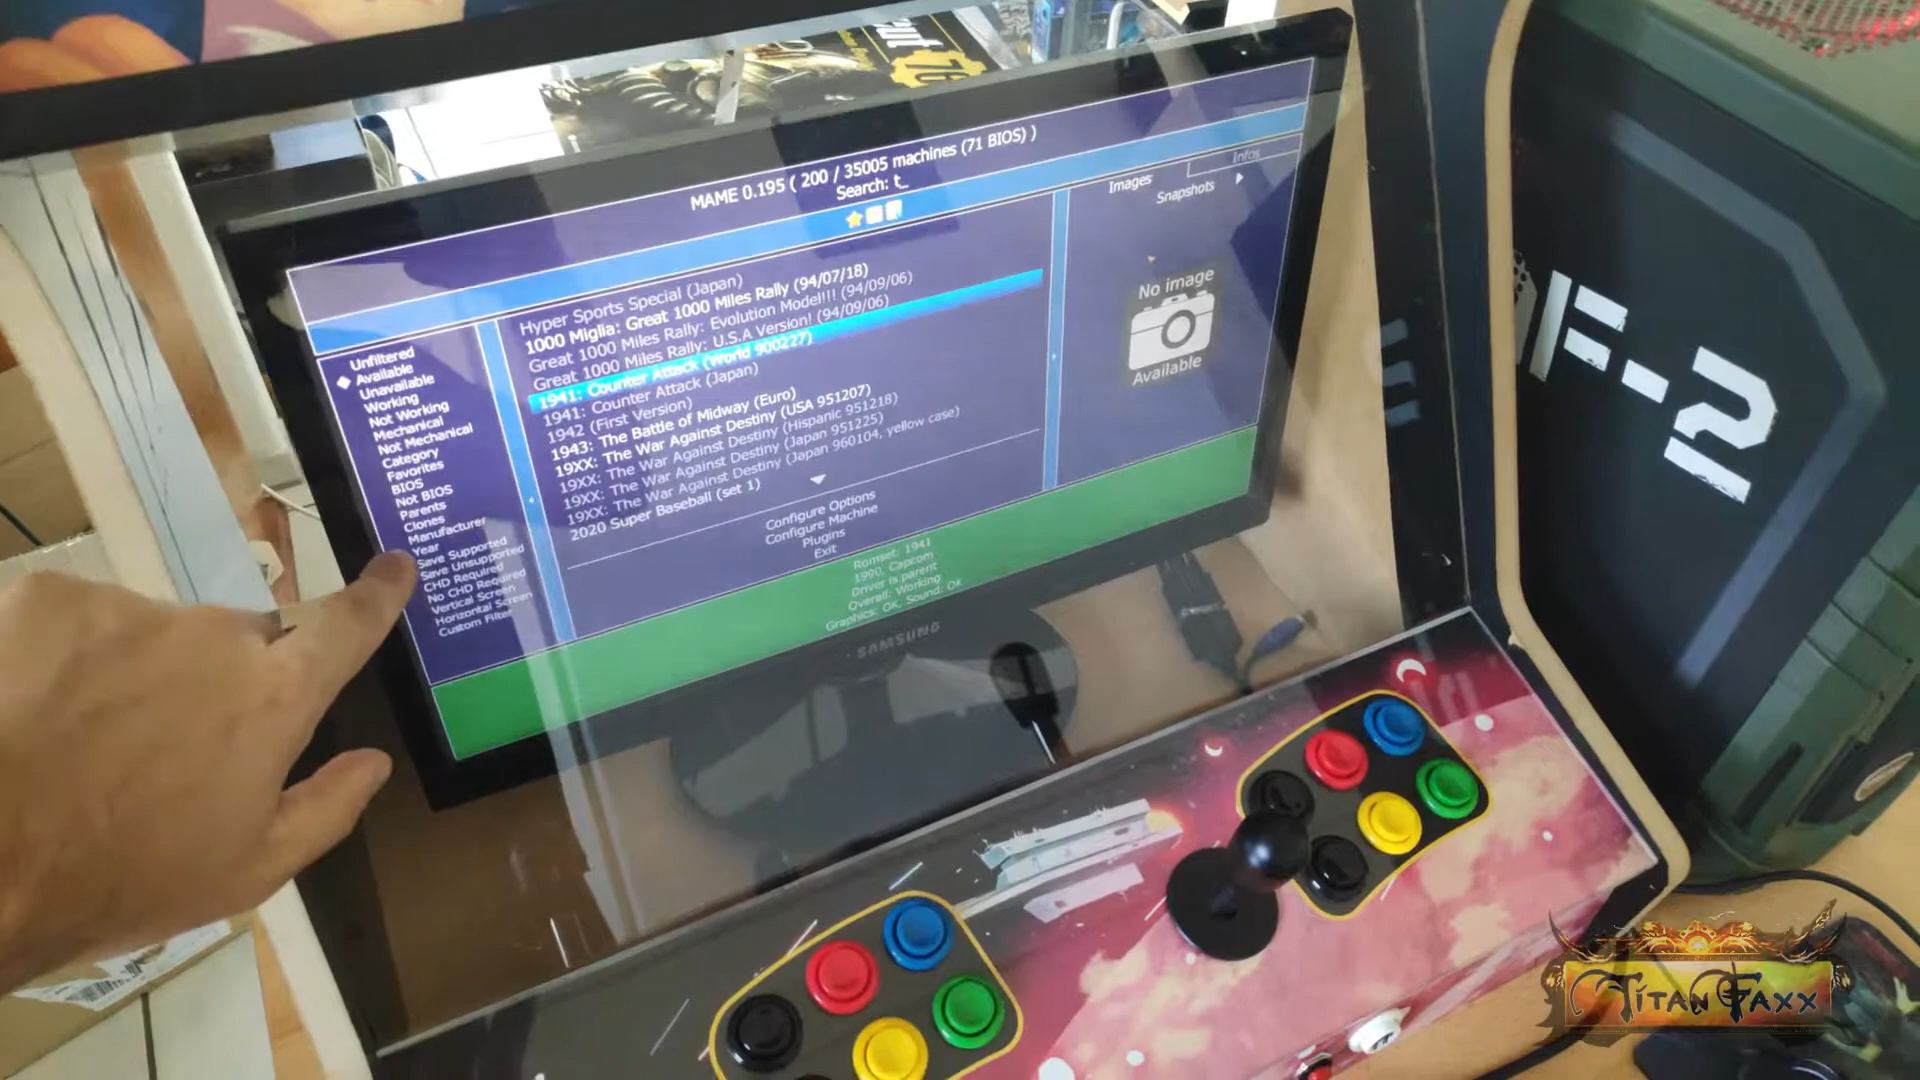 MAME 0.195 ( 200 / 35005 machines (71 BIOS) )
Search: t_
Images
Infos
Snapshots
Hyper Sports Special (Japan)
1000 Miglia: Great 1000 Miles Rally (94/07/18)
Great 1000 Miles Rally: Evolution Model!!! (94/09/06)
Great 1000 Miles Rally: U.S.A Version! (94/09/06)
1941: Counter Attack (World 900227)
1941: Counter Attack (Japan)
1942 (First Version)
1943: The Battle of Midway (Euro)
19XX: The War Against Destiny (USA 951207)
19XX: The War Against Destiny (Hispanic 951218)
19XX: The War Against Destiny (Japan 951225)
19XX: The War Against Destiny (Japan 960104, yellow case)
2020 Super Baseball (set 1)
Configure Options
Configure Machine
Plugins
Exit
Unfiltered
Available
Unavailable
Working
Not Working
Mechanical
Not Mechanical
Category
Favorites
BIOS
Not BIOS
Parents
Clones
Manufacturer
Year
Save Supported
Save Unsupported
CHD Required
No CHD Required
Vertical Screen
Horizontal Screen
Custom Filter
No image
Available
Romset: 1941
1990, Capcom
Driver is parent
Overall: Working
Graphics: OK, Sound: OK
SAMSUNG
F-2
76
TITAN FAXX